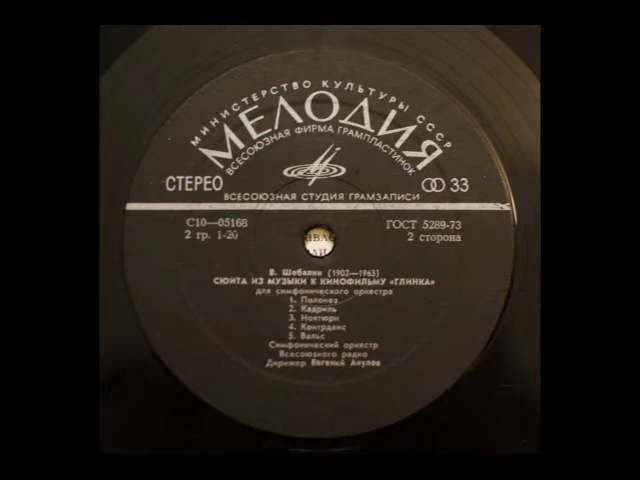 МИНИСТЕРСТВО КУЛЬТУРЫ СССР
МЕЛОДИЯ
ВСЕСОЮЗНАЯ ФИРМА ГРАМПЛАСТИНОК
СТЕРЕО
33
ВСЕСОЮЗНАЯ СТУДИЯ ГРАМЗАПИСИ
С10—05168
ГОСТ 5289-73
2 гр. 1-20
2 сторона
В. Шебалин (1902—1963)
СЮИТА ИЗ МУЗЫКИ К КИНОФИЛЬМУ «ГЛИНКА»
для симфонического оркестра
1. Полонез
2. Кадриль
3. Ноктюрн
4. Контрданс
5. Вальс
Симфонический оркестр
Всесоюзного радио
Дирижер Евгений Акулов